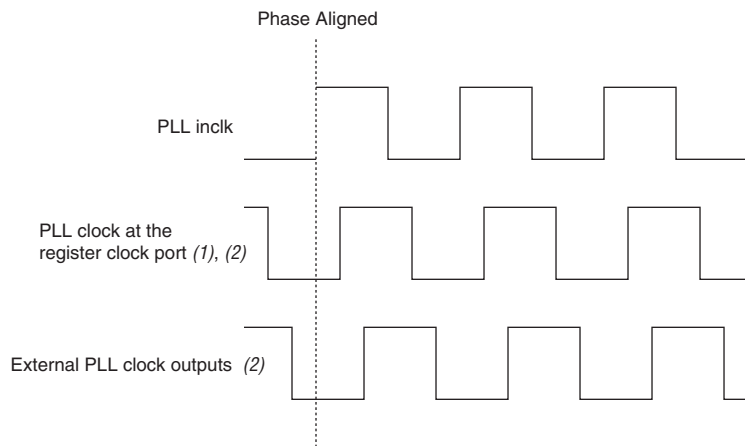 Phase Aligned
PLL inclk
PLL clock at the
register clock port (1), (2)
External PLL clock outputs (2)